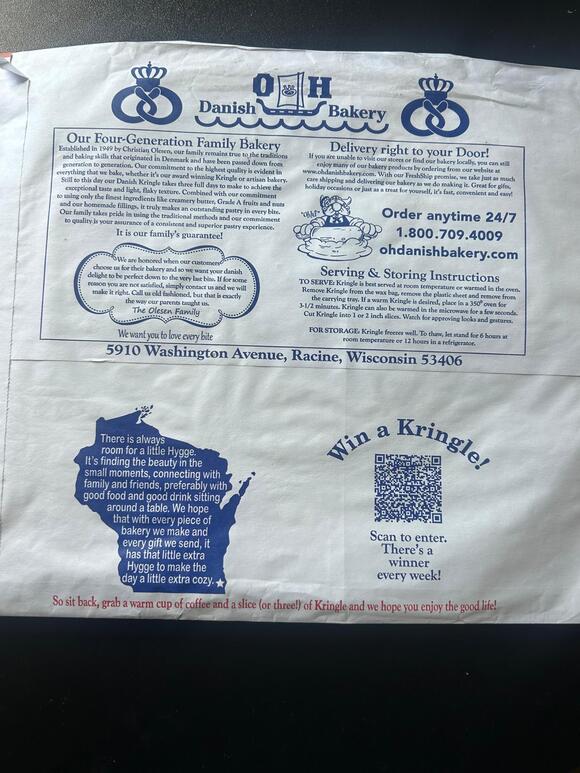 O H
Danish Bakery
Our Four-Generation Family Bakery
Established in 1949 by Christian Olesen, our family remains true to the traditions
and baking skills that originated in Denmark and have been passed down from
generation to generation. Our commitment to the highest quality is evident in
everything that we bake, whether it's our award winning Kringle or artisan bakery.
Still to this day our Danish Kringle takes three full days to make to achieve the
exceptional taste and light, flaky texture. Combined with our commitment
to using only the finest ingredients like creamery butter, Grade A fruits and nuts
and our homemade fillings, it truly makes an outstanding pastry in every bite.
Our family takes pride in using the traditional methods and our commitment
to quality is your assurance of a consistent and superior pastry experience.
It is our family's guarantee!
We are honored when our customers
choose us for their bakery and so we want your danish
delight to be perfect down to the very last bite. If for some
reason you are not satisfied, simply contact us and we will
make it right. Call us old fashioned, but that is exactly
the way our parents taught us.
The Olesen Family
We want you to love every bite
Delivery right to your Door!
If you are unable to visit our stores or find our bakery locally, you can still
enjoy many of our bakery products by ordering from our website at
www.ohdanishbakery.com. With our FreshShip promise, we take just as much
care shipping and delivering our bakery as we do making it. Great for gifts,
holiday occasions or just as a treat for yourself, it's fast, convenient and easy!
"Uhh!"
Order anytime 24/7
1.800.709.4009
ohdanishbakery.com
Serving & Storing Instructions
TO SERVE: Kringle is best served at room temperature or warmed in the oven.
Remove Kringle from the wax bag, remove the plastic sheet and remove from
the carrying tray. If a warm Kringle is desired, place in a 350° oven for
3-1/2 minutes. Kringle can also be warmed in the microwave for a few seconds.
Cut Kringle into 1 or 2 inch slices. Watch for approving looks and gestures.
FOR STORAGE: Kringle freezes well. To thaw, let stand for 6 hours at
room temperature or 12 hours in a refrigerator.
5910 Washington Avenue, Racine, Wisconsin 53406
There is always
room for a little Hygge.
It's finding the beauty in the
small moments, connecting with
family and friends, preferably with
good food and good drink sitting
around a table. We hope
that with every piece of
bakery we make and
every gift we send, it
has that little extra
Hygge to make the
day a little extra cozy.
Win a Kringle!
Scan to enter.
There's a
winner
every week!
So sit back, grab a warm cup of coffee and a slice (or three!) of Kringle and we hope you enjoy the good life!